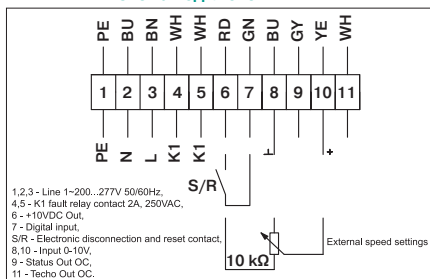 PE BU BN WH WH RD GN BU GY YE WH
1 2 3 4 5 6 7 8 9 10 11
PE N L K1 K1 ⊥ +
S/R
1,2,3 - Line 1~200...277V 50/60Hz,
4,5 - K1 fault relay contact 2A, 250VAC,
6 - +10VDC Out,
7 - Digital input,
S/R - Electronic disconnection and reset contact,
8,10 - Input 0-10V,
9 - Status Out OC,
11 - Techo Out OC.
10 kΩ
External speed settings